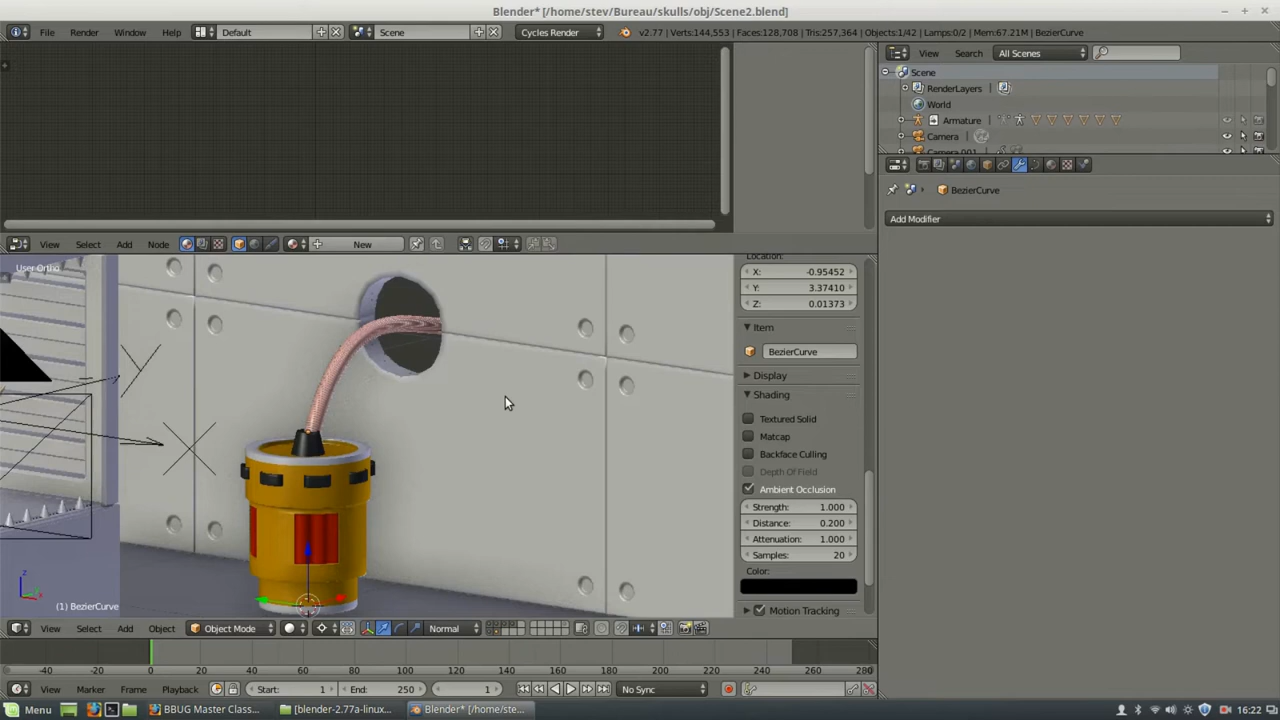 Blender* [/home/stev/Bureau/skulls/obj/Scene2.blend]
File Render Window Help Default Scene Cycles Render v2.77 | Verts:144,553 | Faces:128,708 | Tris:257,364 | Objects:1/42 | Lamps:0/2 | Mem:67.21M | BezierCurve
View Search All Scenes
Scene
RenderLayers
World
Armature
Camera
Camera.001
BezierCurve
Add Modifier
View Select Add Node New
User Ortho
Location:
X: -0.95452
Y: 3.37410
Z: 0.01373
Item
BezierCurve
Display
Shading
Textured Solid
Matcap
Backface Culling
Depth Of Field
Ambient Occlusion
Strength: 1.000
Distance: 0.200
Attenuation: 1.000
Samples: 20
Color:
Motion Tracking
(1) BezierCurve
View Select Add Object Object Mode Normal
-40 -20 0 20 40 60 80 100 120 140 160 180 200 220 240 260 280
View Marker Frame Playback Start: 1 End: 250 1 No Sync
Menu BBUG Master Class... [blender-2.77a-linux... Blender* [/home/ste... 16:22